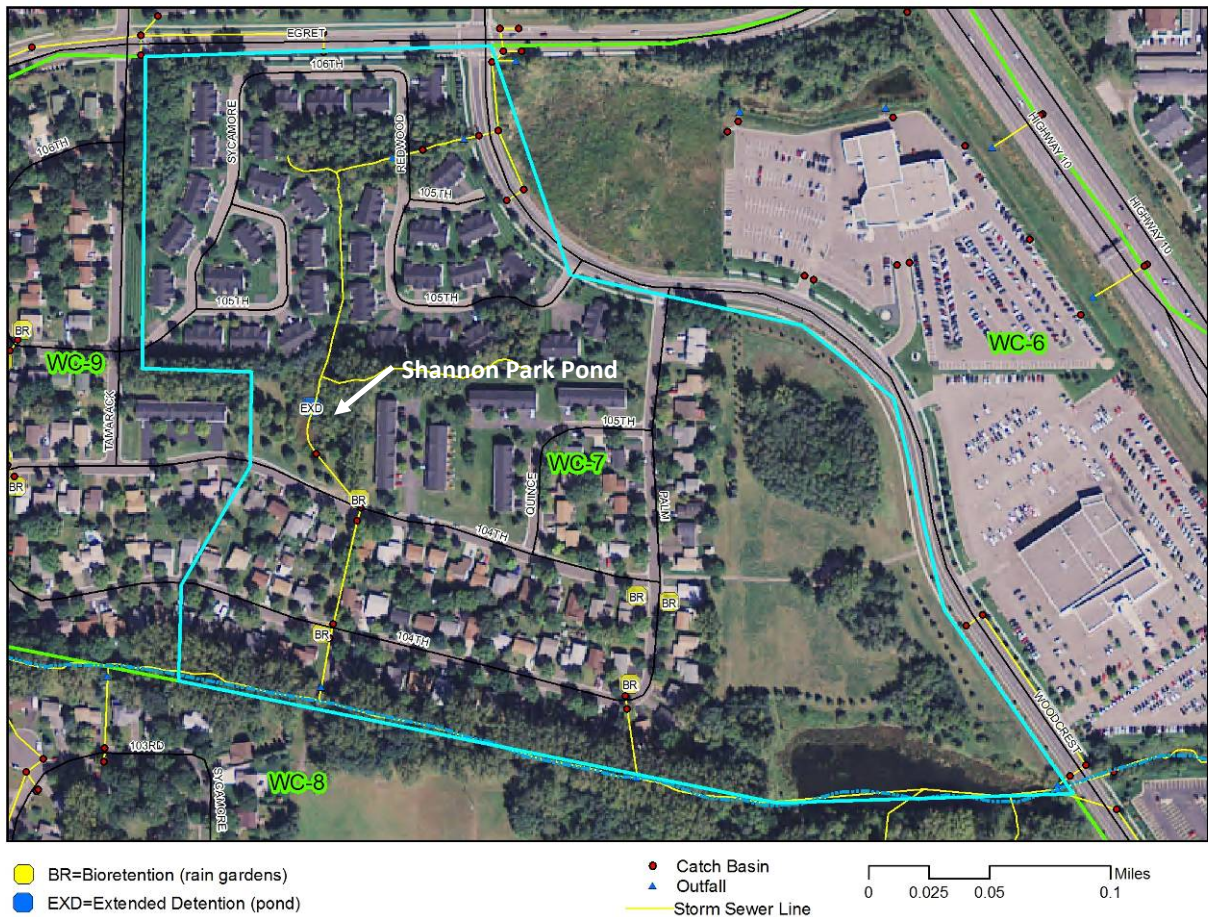 EGRET
106TH
SYCAMORE
REDWOOD
HIGHWAY 10
HIGHWAY 10
106TH
105TH
105TH
105TH
BR
WC-9
WC-6
TAMARACK
Shannon Park Pond
EXD
105TH
WC-7
QUINCE
PALM
BR
BR
104TH
BR
BR
BR
104TH
BR
WOODCREST
103RD
SYCAMORE
WC-8
BR=Bioretention (rain gardens)
EXD=Extended Detention (pond)
Catch Basin
Outfall
Storm Sewer Line
0 0.025 0.05 0.1 Miles